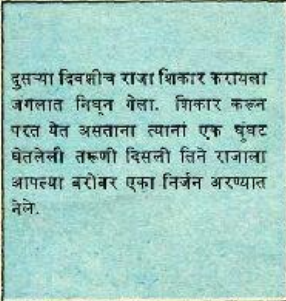 दुसऱ्या दिवशीच राजा शिकार करायला
जंगलात निघून गेला. शिकार करून
परत येत असताना त्यानां एक घुंघट
घेतलेली तरूणी दिसली तिने राजाला
आपल्या बरोबर एका निर्जन अरण्यात
नेले.